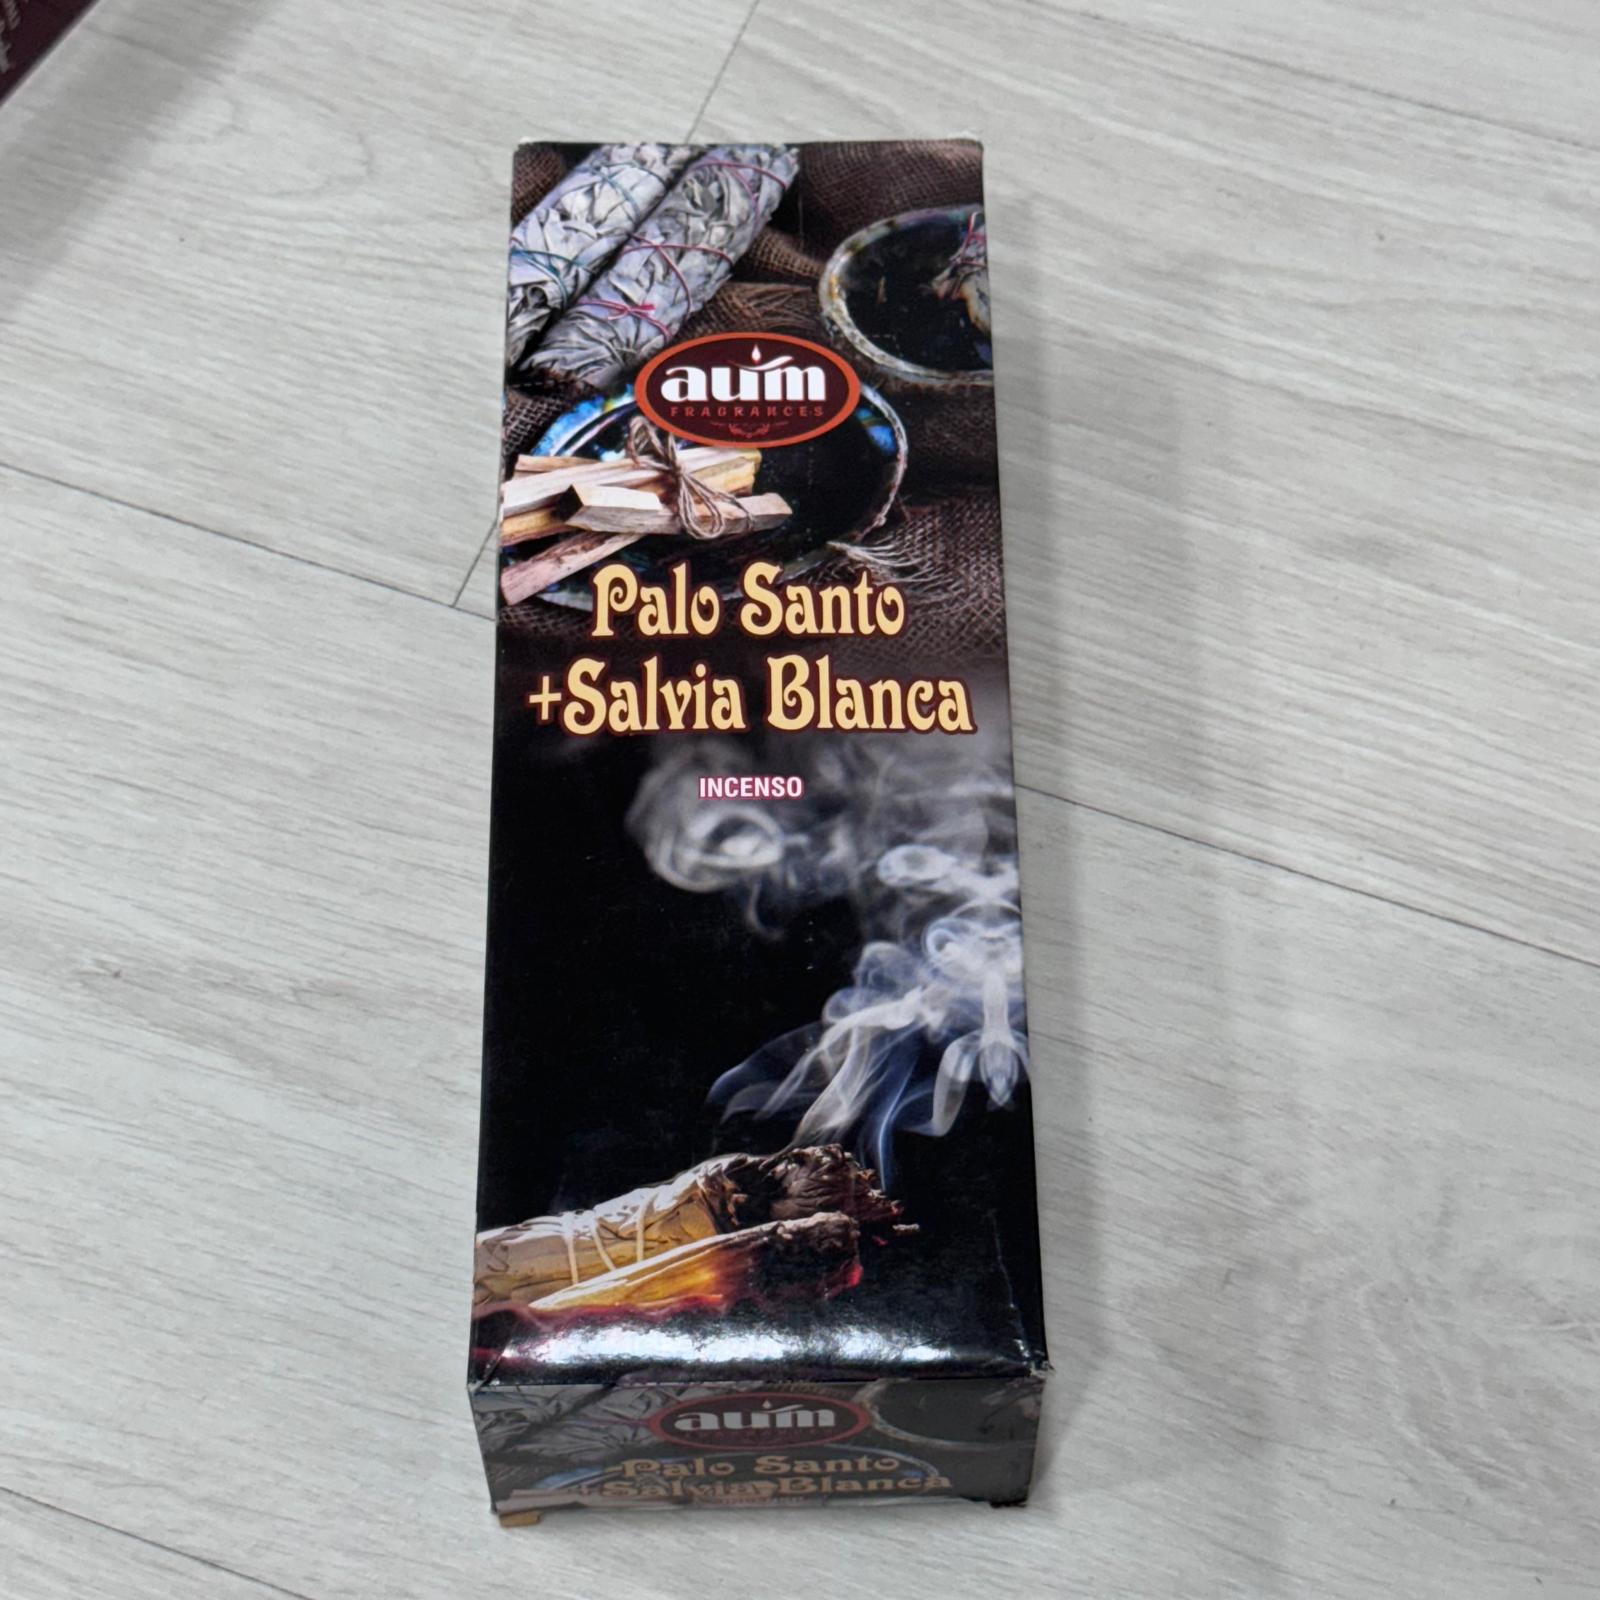 aum
FRAGRANCES
Palo Santo
+Salvia Blanca
INCENSO
aum
Palo Santo
+Salvia Blanca